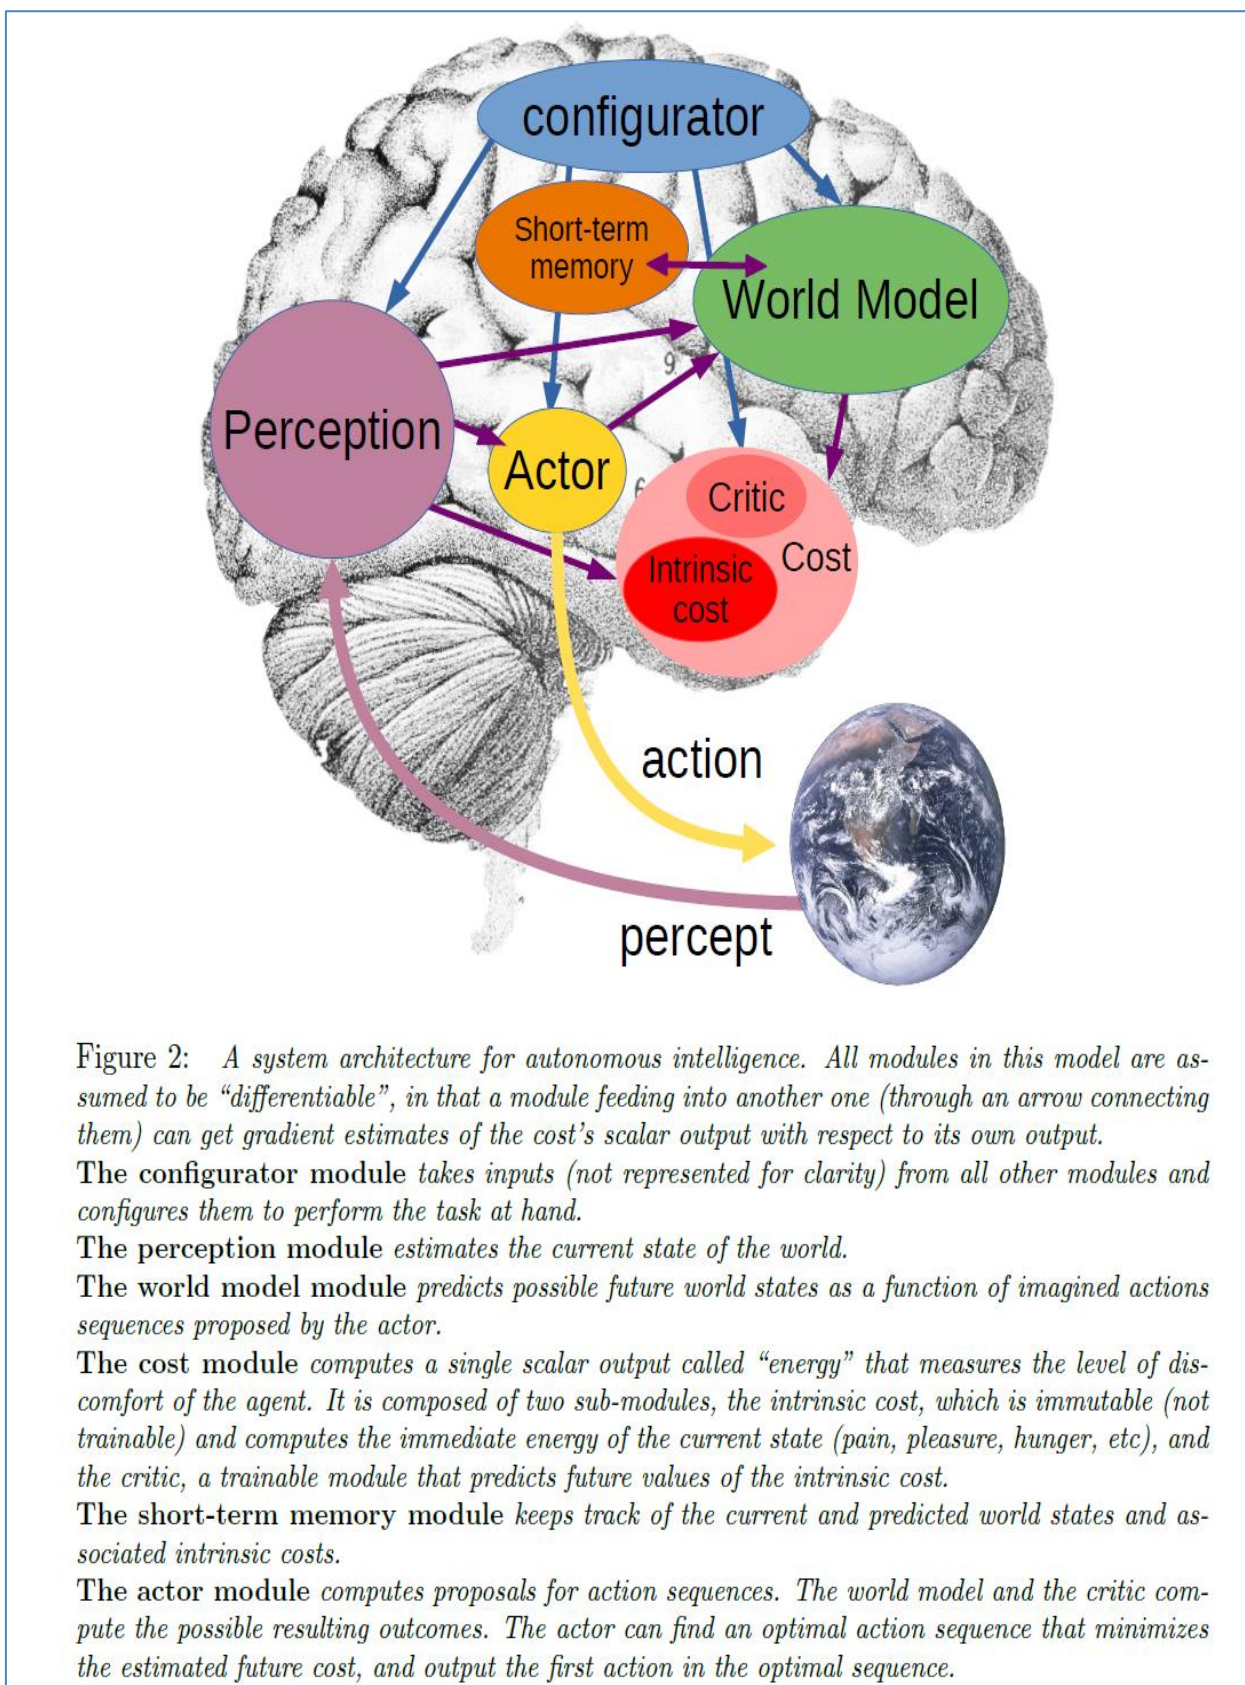 configurator
Short-term
memory
World Model
9
Perception
Actor
6
Critic
Cost
Intrinsic
cost
action
percept
Figure 2: A system architecture for autonomous intelligence. All modules in this model are as-
sumed to be “differentiable”, in that a module feeding into another one (through an arrow connecting
them) can get gradient estimates of the cost’s scalar output with respect to its own output.
The configurator module takes inputs (not represented for clarity) from all other modules and
configures them to perform the task at hand.
The perception module estimates the current state of the world.
The world model module predicts possible future world states as a function of imagined actions
sequences proposed by the actor.
The cost module computes a single scalar output called “energy” that measures the level of dis-
comfort of the agent. It is composed of two sub-modules, the intrinsic cost, which is immutable (not
trainable) and computes the immediate energy of the current state (pain, pleasure, hunger, etc), and
the critic, a trainable module that predicts future values of the intrinsic cost.
The short-term memory module keeps track of the current and predicted world states and as-
sociated intrinsic costs.
The actor module computes proposals for action sequences. The world model and the critic com-
pute the possible resulting outcomes. The actor can find an optimal action sequence that minimizes
the estimated future cost, and output the first action in the optimal sequence.